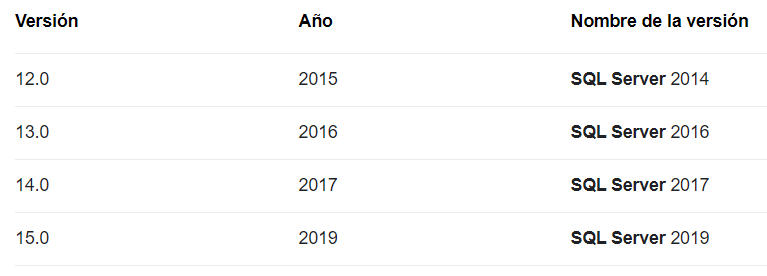 Versión Año Nombre de la versión
12.0 2015 SQL Server 2014
13.0 2016 SQL Server 2016
14.0 2017 SQL Server 2017
15.0 2019 SQL Server 2019